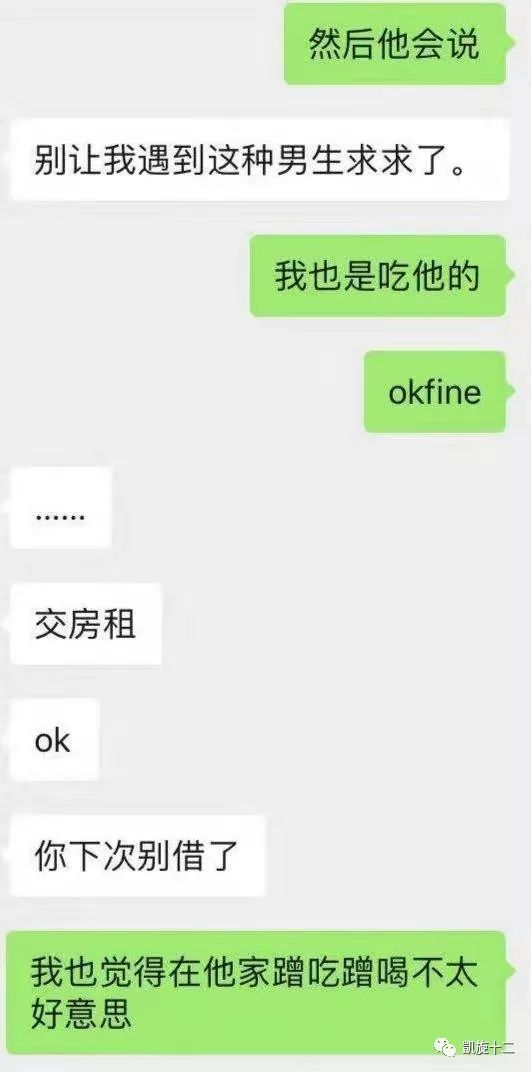 然后他会说
别让我遇到这种男生求求了。
我也是吃他的
okfine
......
交房租
ok
你下次别借了
我也觉得在他家蹭吃蹭喝不太
好意思
凱旋十二